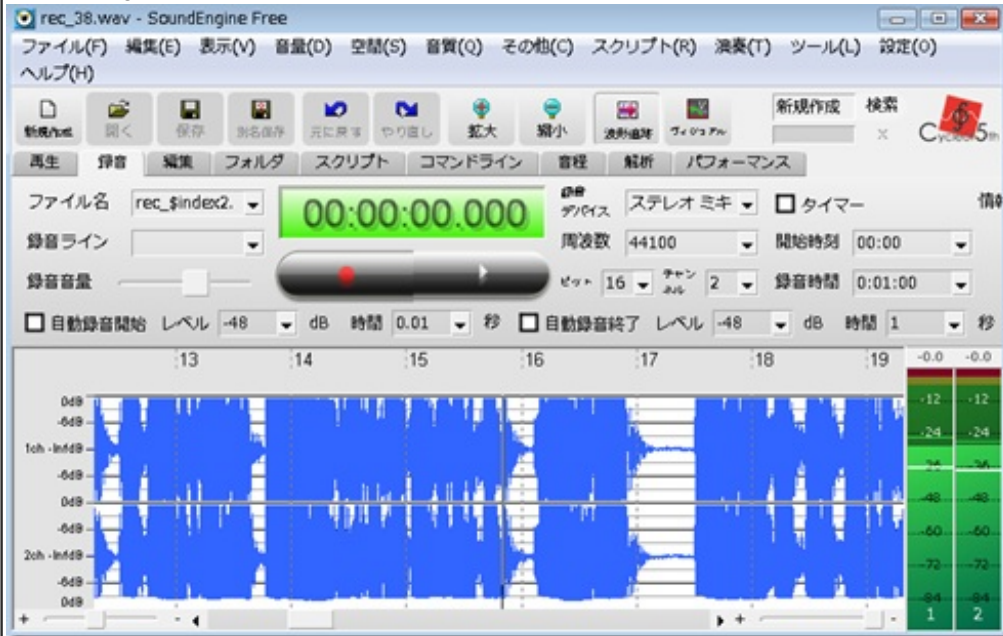 rec_38.wav - SoundEngine Free
ファイル(F) 編集(E) 表示(V) 音量(D) 空間(S) 音質(Q) その他(C) スクリプト(R) 演奏(T) ツール(L) 設定(O)
ヘルプ(H)
新規作成 開く 保存 別名保存 元に戻す やり直し 拡大 縮小 波形追跡 ヴィジュアル 新規作成 検索
再生 録音 編集 フォルダ スクリプト コマンドライン 音程 解析 パフォーマンス
ファイル名 rec_$index2. 00:00:00.000 録音デバイス ステレオ ミキ タイマー
録音ライン 周波数 44100 開始時刻 00:00
録音音量 ビット 16 チャンネル 2 録音時間 0:01:00
自動録音開始 レベル -48 dB 時間 0.01 秒 自動録音終了 レベル -48 dB 時間 1 秒
13 14 15 16 17 18 19 -0.0 -0.0
0dB -12 -12
-6dB -24 -24
1ch -InfdB -36 -36
-6dB
0dB -48 -48
-6dB -60 -60
2ch -InfdB -72 -72
-6dB -84 -84
0dB
+ - + - 1 2